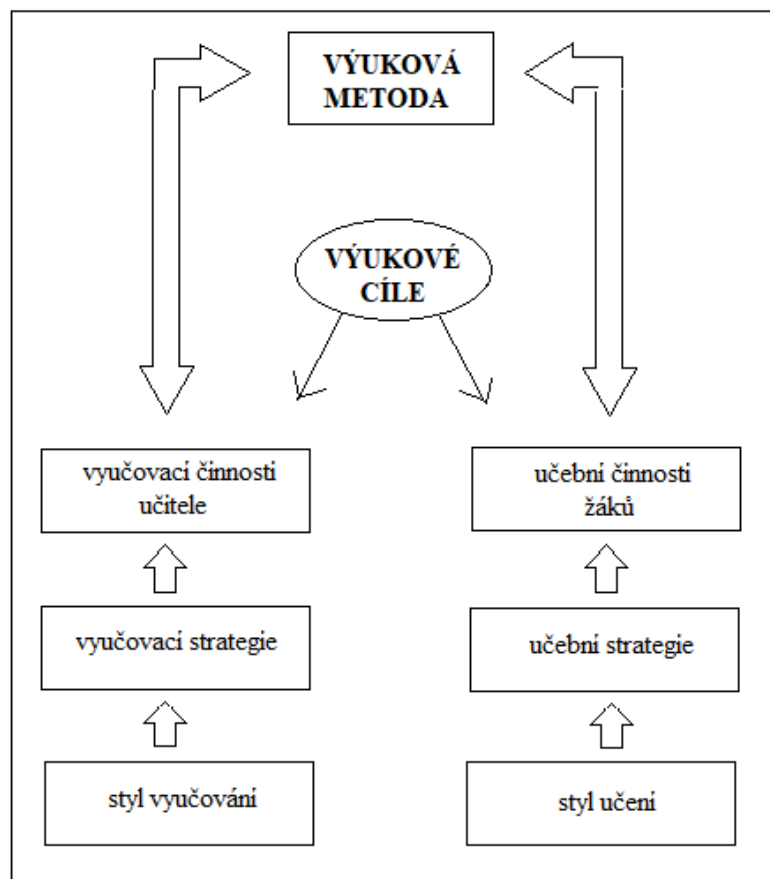 VÝUKOVÁ
METODA
VÝUKOVÉ
CÍLE
vyučovací činnosti
učitele
učební činnosti
žáků
vyučovací strategie
učební strategie
styl vyučování
styl učení